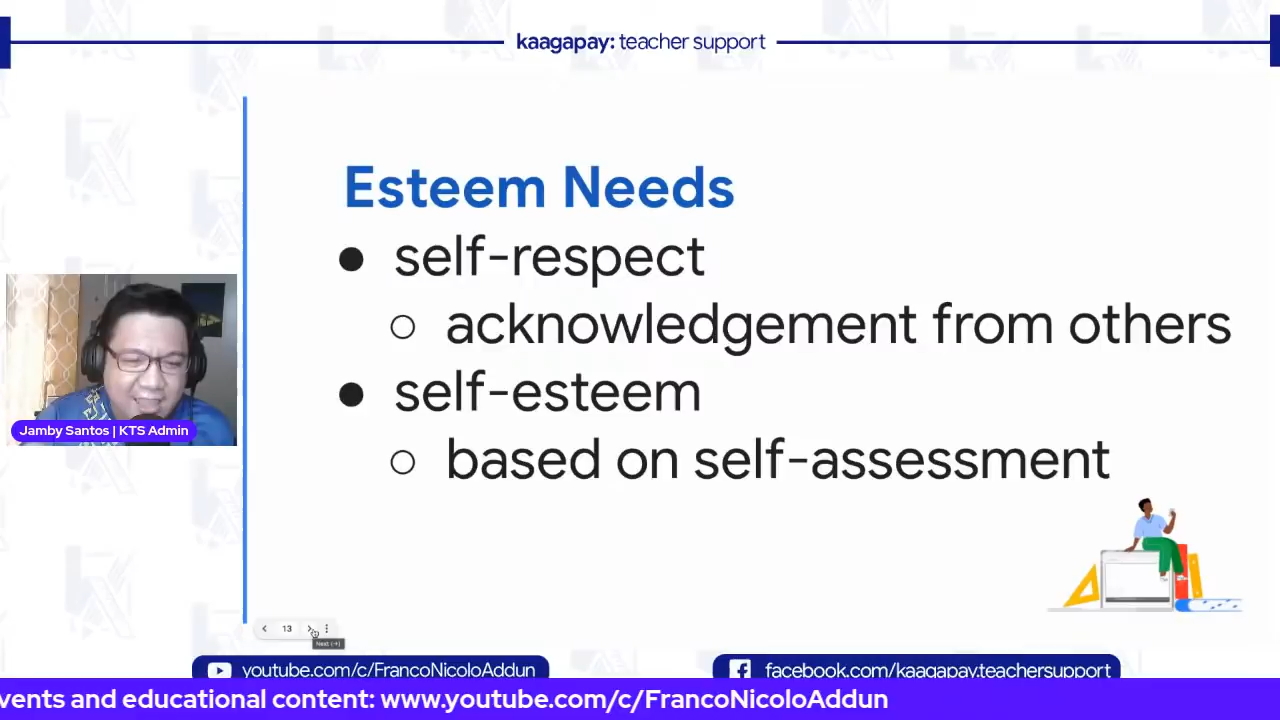 kaagapay: teacher support
Esteem Needs
● self-respect
○ acknowledgement from others
● self-esteem
○ based on self-assessment
Jamby Santos | KTS Admin
13
Next (→)
youtube.com/c/FrancoNicoloAddun
facebook.com/kaagapay.teachersupport
vents and educational content: www.youtube.com/c/FrancoNicoloAddun